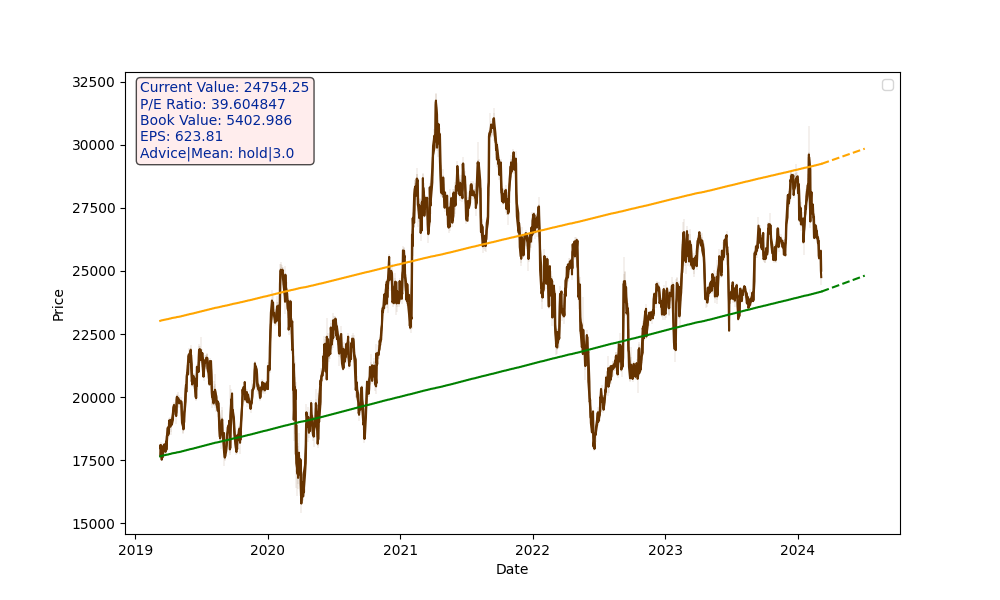 32500
30000
27500
25000
22500
20000
17500
15000
Price
Current Value: 24754.25
P/E Ratio: 39.604847
Book Value: 5402.986
EPS: 623.81
Advice|Mean: hold|3.0
2019 2020 2021 2022 2023 2024
Date